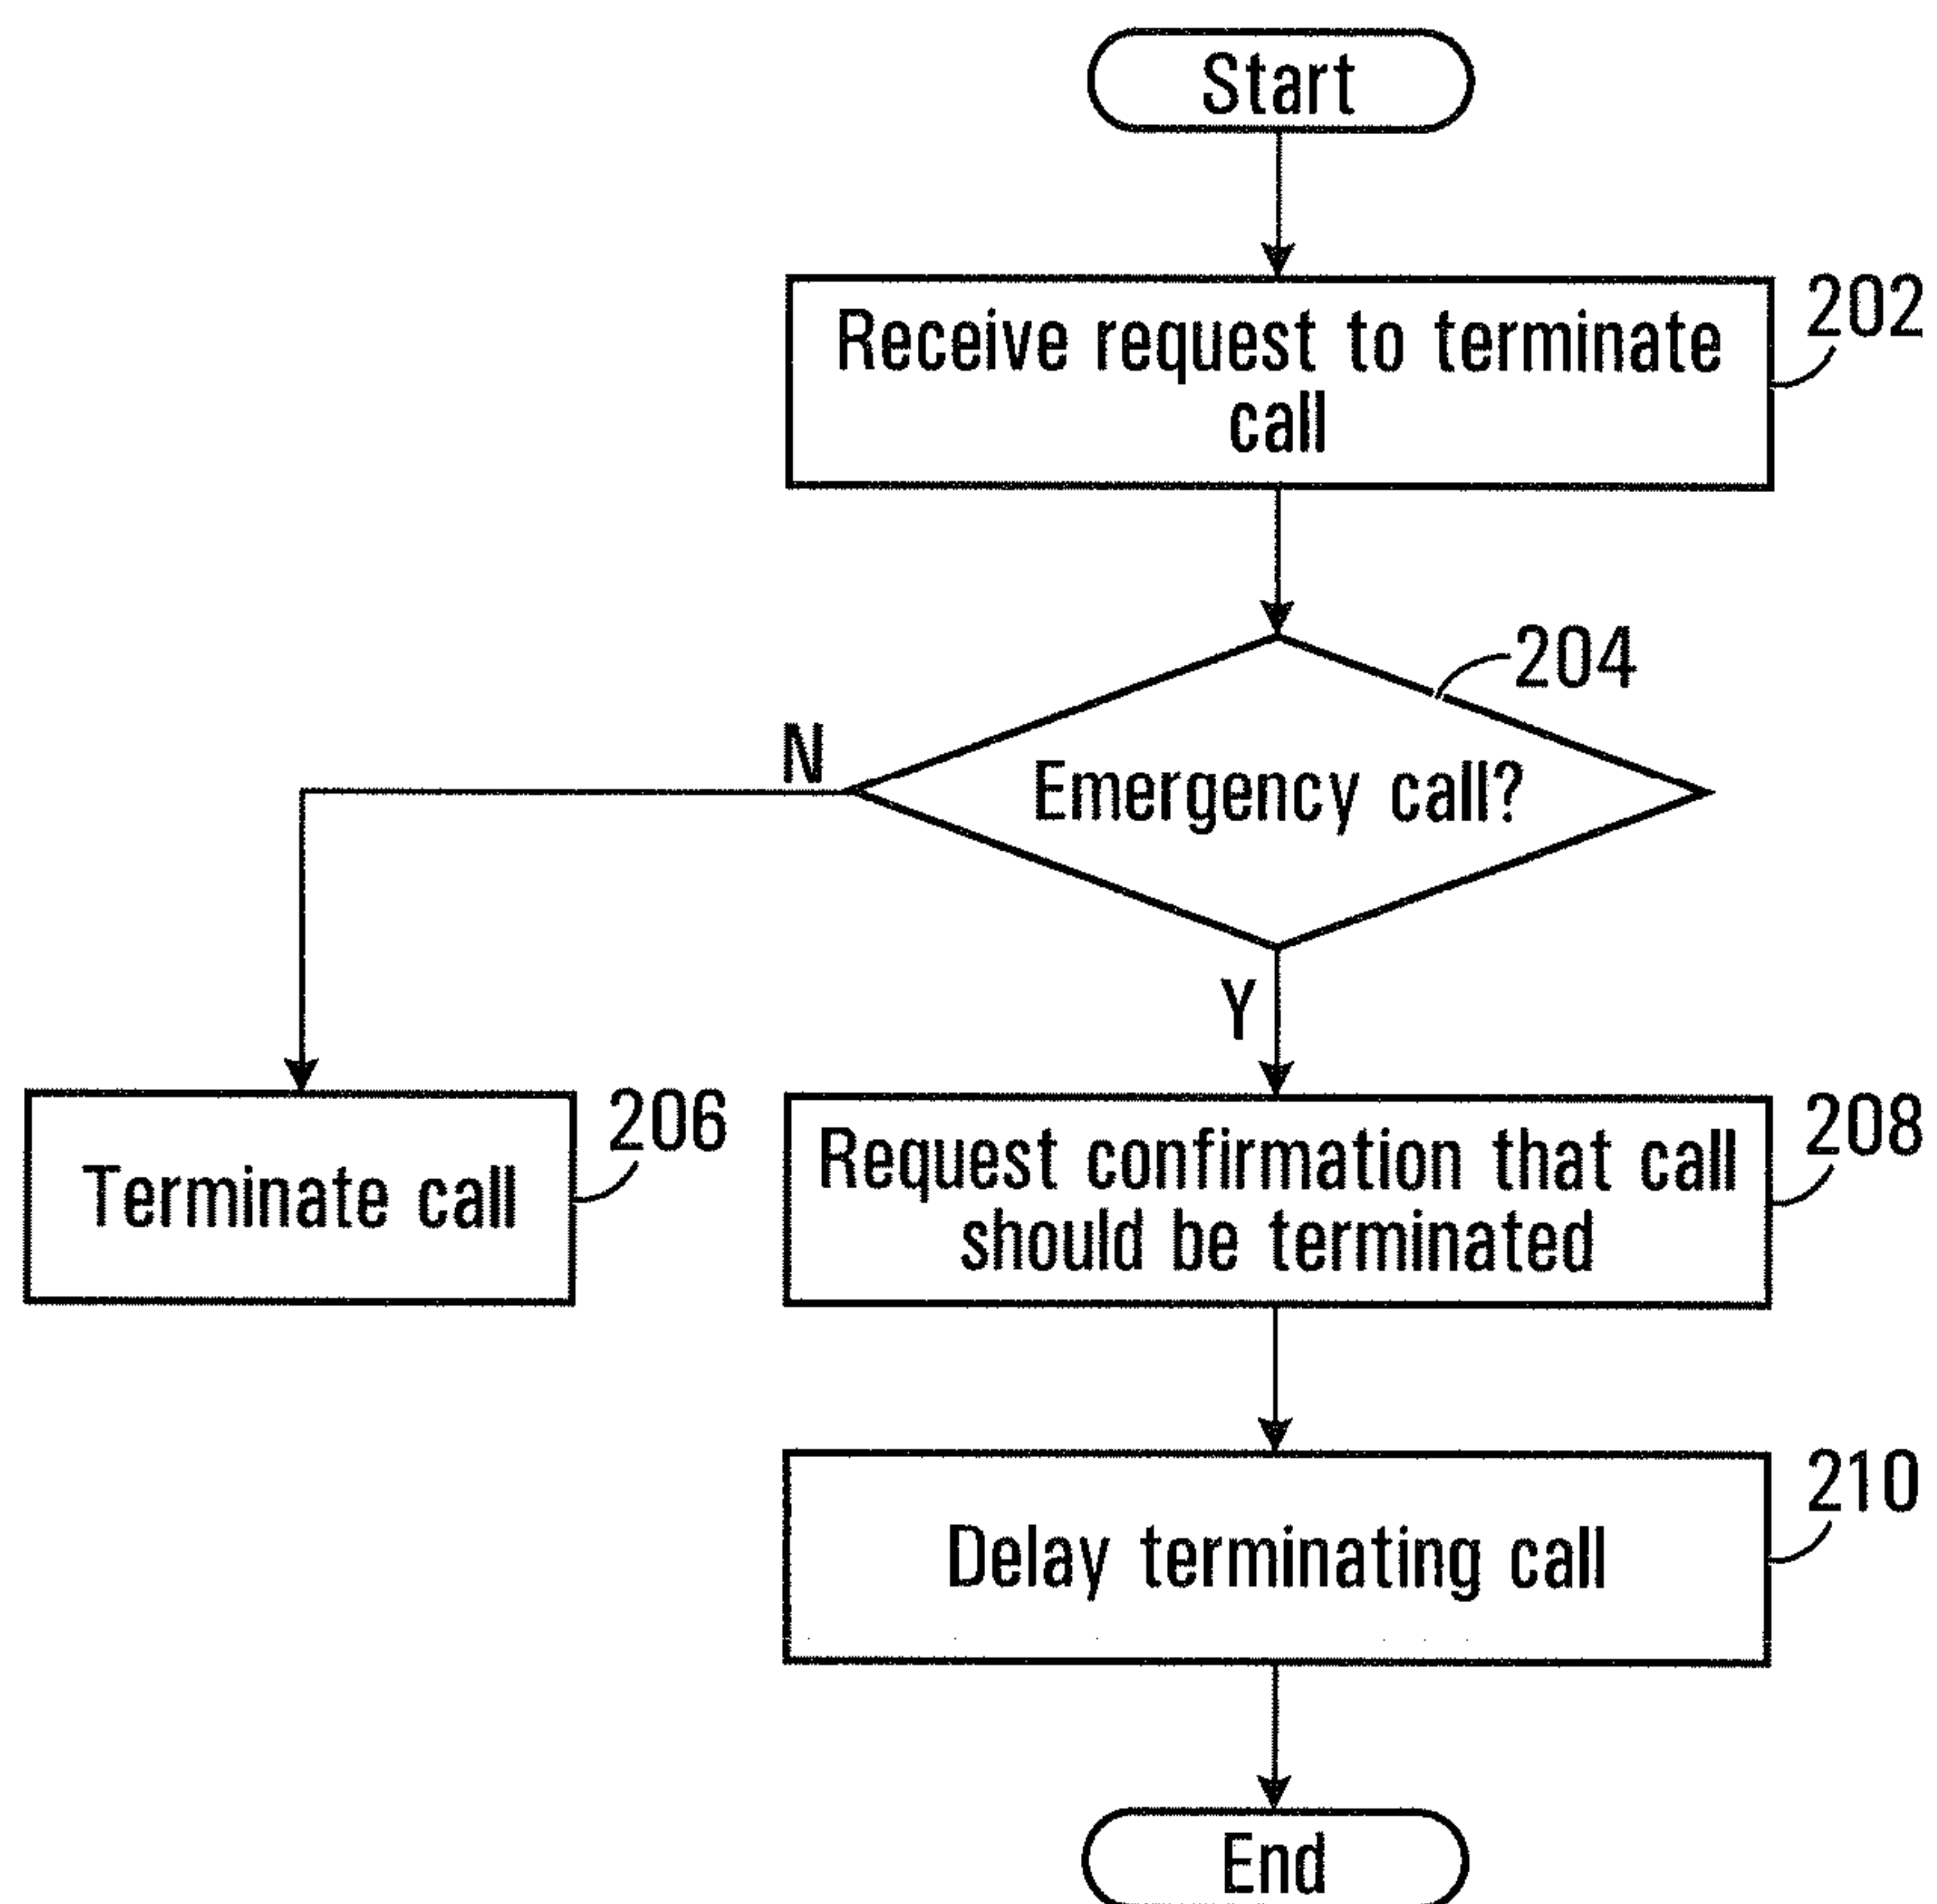 Start
Receive request to terminate
call
202
204
Emergency call?
N
Y
Terminate call
206
Request confirmation that call
should be terminated
208
Delay terminating call
210
End